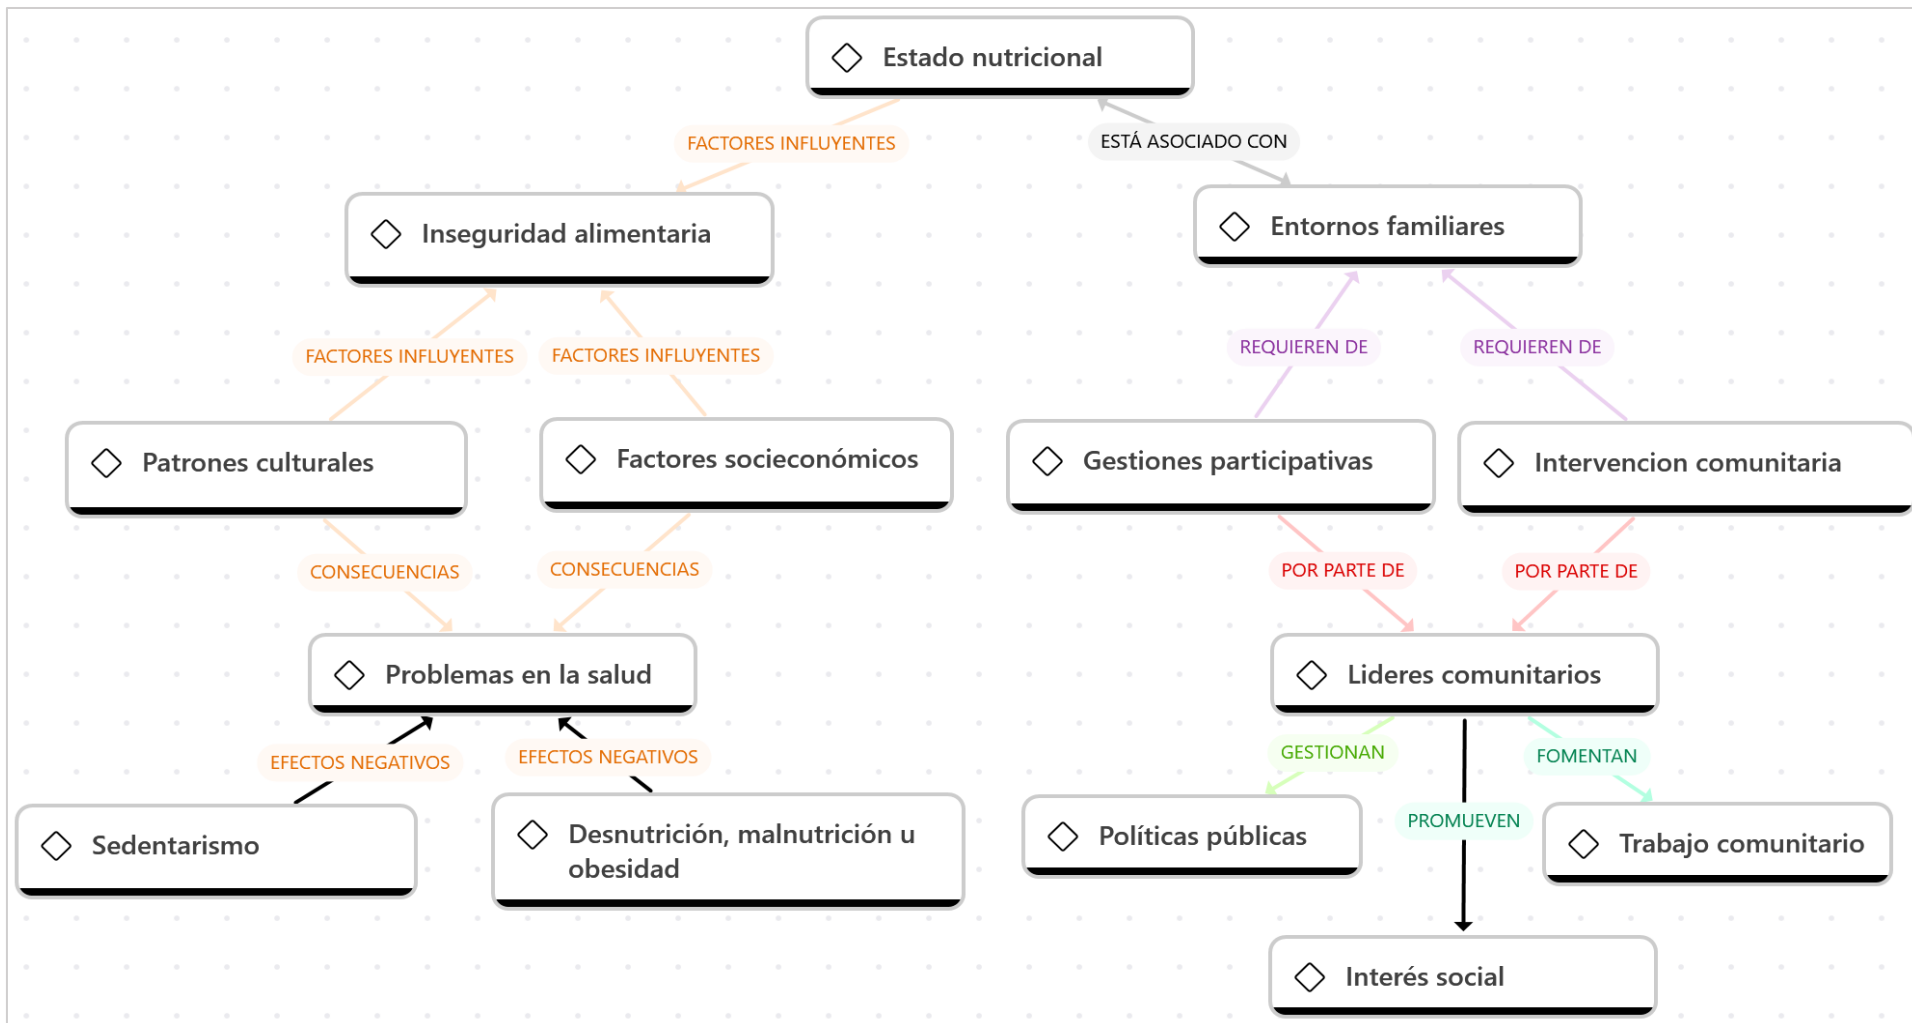 Estado nutricional
FACTORES INFLUYENTES
ESTÁ ASOCIADO CON
Inseguridad alimentaria
Entornos familiares
FACTORES INFLUYENTES
FACTORES INFLUYENTES
REQUIEREN DE
REQUIEREN DE
Patrones culturales
Factores socieconómicos
Gestiones participativas
Intervencion comunitaria
CONSECUENCIAS
CONSECUENCIAS
POR PARTE DE
POR PARTE DE
Problemas en la salud
Lideres comunitarios
EFECTOS NEGATIVOS
EFECTOS NEGATIVOS
GESTIONAN
FOMENTAN
PROMUEVEN
Sedentarismo
Desnutrición, malnutrición u
obesidad
Políticas públicas
Trabajo comunitario
Interés social